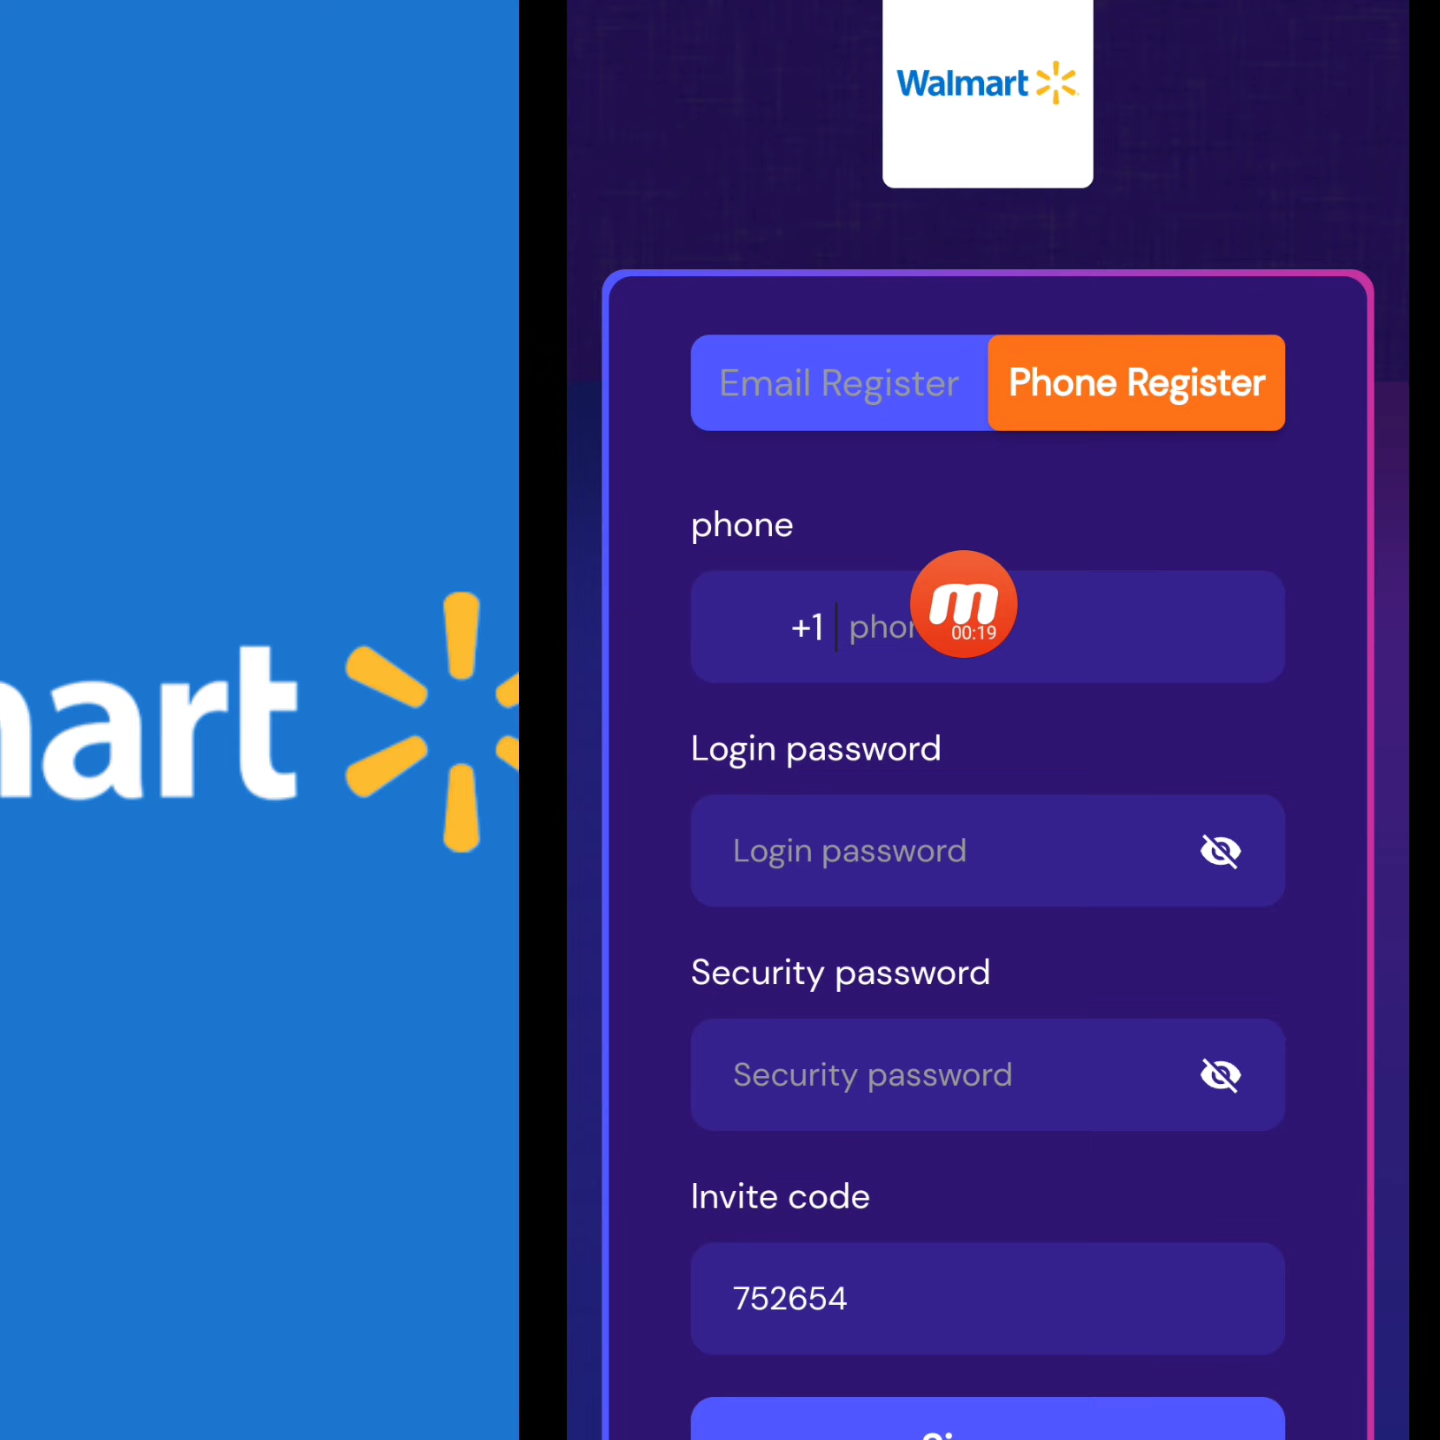 mart
Walmart
Email Register
Phone Register
phone
+1
00:19
Login password
Login password
Security password
Security password
Invite code
752654